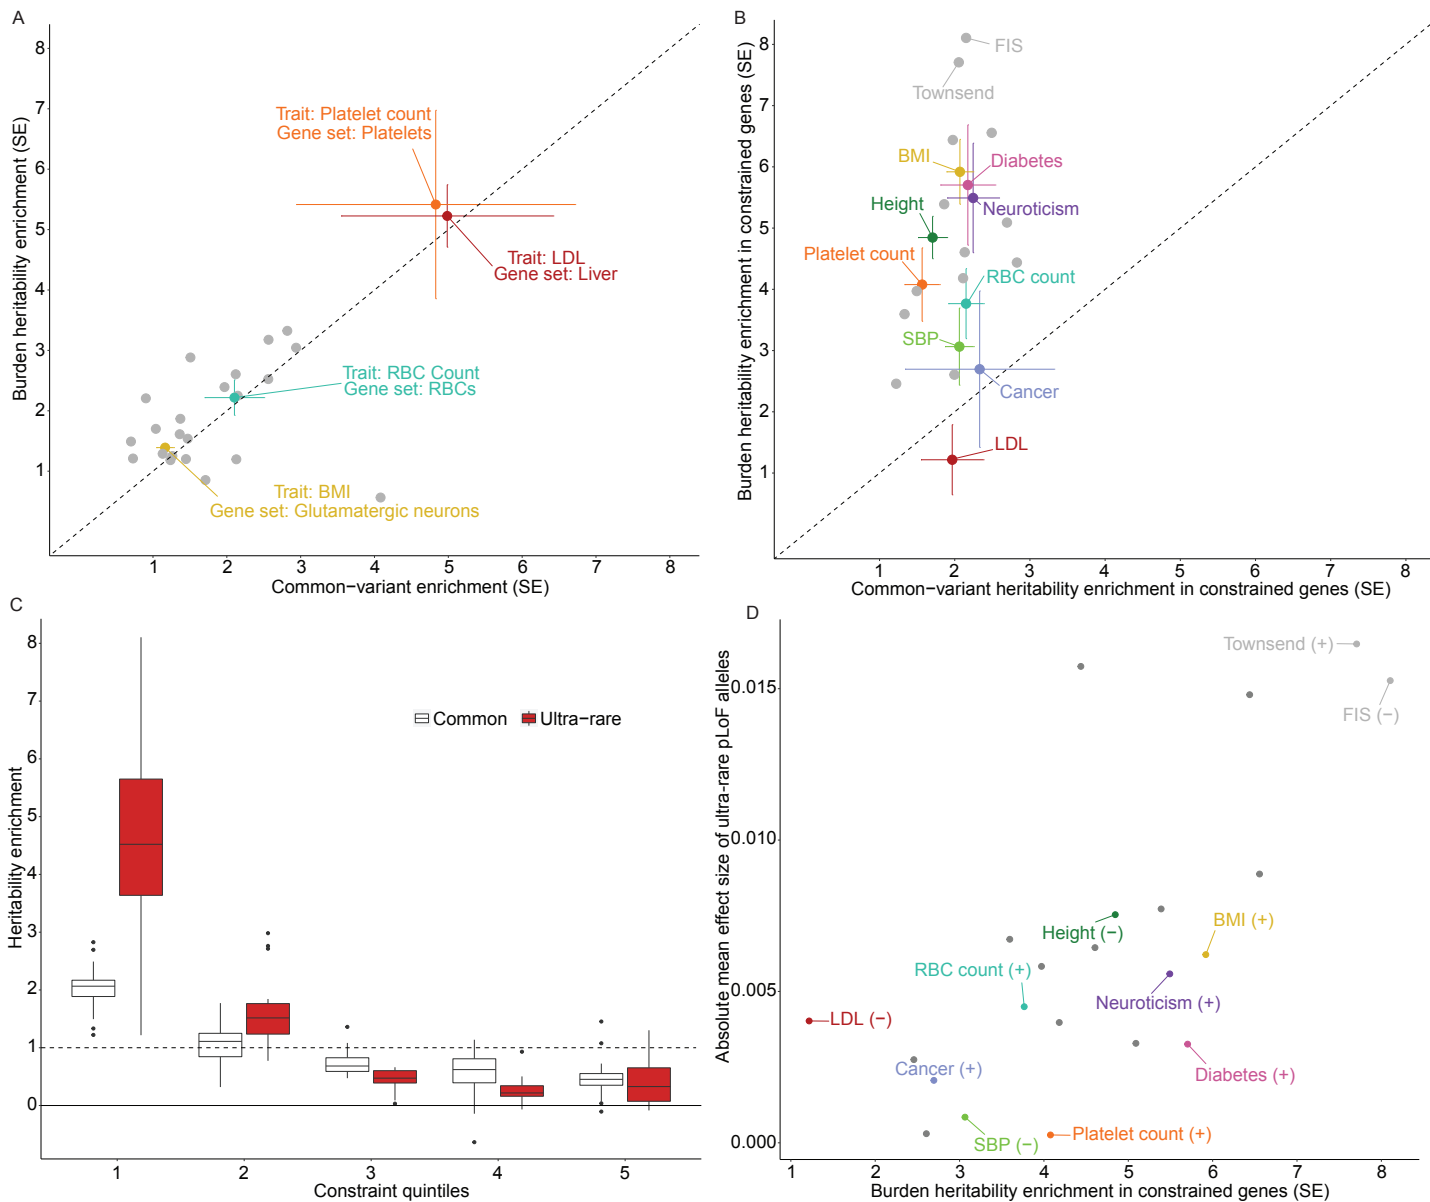 A
Burden heritability enrichment (SE)
8
7
6
5
4
3
2
1
Trait: Platelet count
Gene set: Platelets
Trait: LDL
Gene set: Liver
Trait: RBC Count
Gene set: RBCs
Trait: BMI
Gene set: Glutamatergic neurons
1 2 3 4 5 6 7 8
Common−variant enrichment (SE)
B
Burden heritability enrichment in constrained genes (SE)
8
7
6
5
4
3
2
1
FIS
Townsend
BMI
Diabetes
Neuroticism
Height
Platelet count
RBC count
SBP
Cancer
LDL
1 2 3 4 5 6 7 8
Common−variant heritability enrichment in constrained genes (SE)
C
Heritability enrichment
8
7
6
5
4
3
2
1
0
Common Ultra−rare
1 2 3 4 5
Constraint quintiles
D
Absolute mean effect size of ultra-rare pLoF alleles
0.015
0.010
0.005
0.000
Townsend (+)
FIS (−)
Height (−)
BMI (+)
RBC count (+)
Neuroticism (+)
LDL (−)
Cancer (+)
Diabetes (+)
SBP (−)
Platelet count (+)
1 2 3 4 5 6 7 8
Burden heritability enrichment in constrained genes (SE)